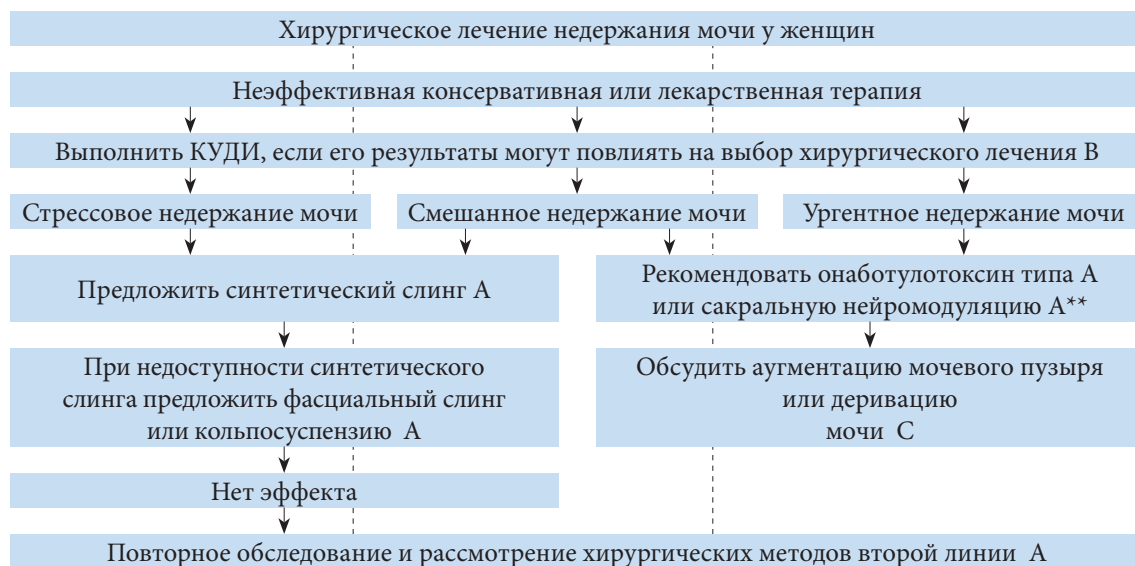 Хирургическое лечение недержания мочи у женщин
Неэффективная консервативная или лекарственная терапия
Выполнить КУДИ, если его результаты могут повлиять на выбор хирургического лечения В
Стрессовое недержание мочи
Смешанное недержание мочи
Ургентное недержание мочи
Предложить синтетический слинг А
Рекомендовать онаботулотоксин типа А
или сакральную нейромодуляцию А**
При недоступности синтетического
слинга предложить фасциальный слинг
или кольпосуспензию А
Обсудить аугментацию мочевого пузыря
или деривацию
мочи С
Нет эффекта
Повторное обследование и рассмотрение хирургических методов второй линии А